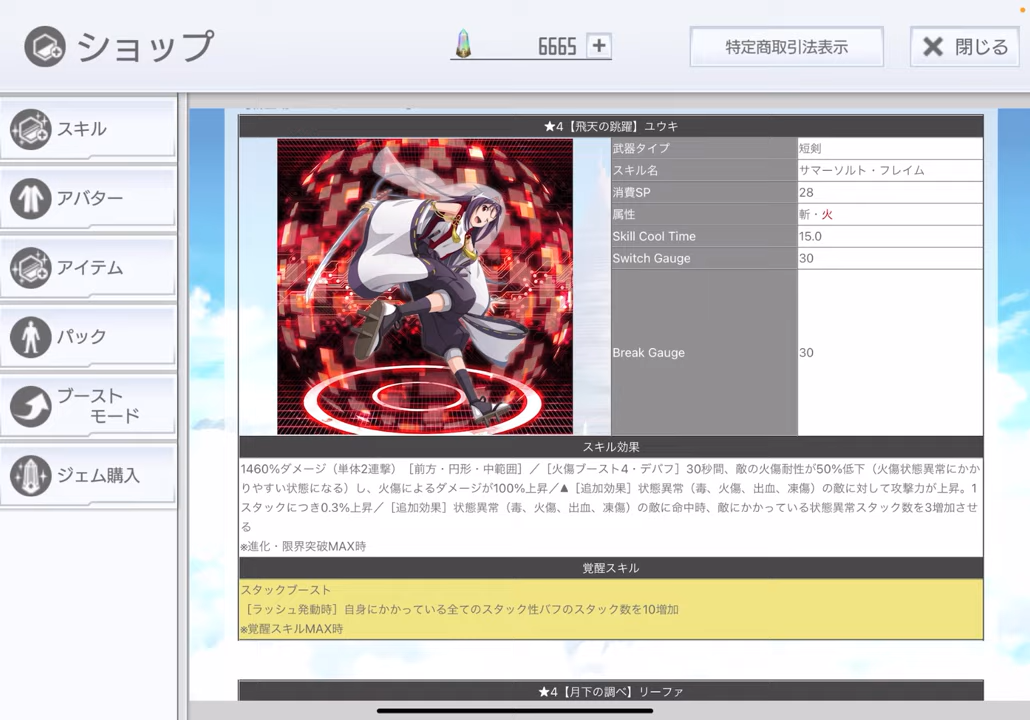 ショップ
6665
特定商取引法表示
閉じる
スキル
アバター
アイテム
パック
ブースト
モード
ジェム購入
★4【飛天の跳躍】ユウキ
武器タイプ 短剣
スキル名 サマーソルト・フレイム
消費SP 28
属性 斬・火
Skill Cool Time 15.0
Switch Gauge 30
Break Gauge 30
スキル効果
1460%ダメージ（単体2連撃）［前方・円形・中範囲］／［火傷ブースト4・デバフ］30秒間、敵の火傷耐性が50%低下（火傷状態異常にかか
りやすい状態になる）し、火傷によるダメージが100%上昇／▲［追加効果］状態異常（毒、火傷、出血、凍傷）の敵に対して攻撃力が上昇。1
スタックにつき0.3%上昇／［追加効果］状態異常（毒、火傷、出血、凍傷）の敵に命中時、敵にかかっている状態異常スタック数を3増加させ
る
※進化・限界突破MAX時
覚醒スキル
スタックブースト
［ラッシュ発動時］自身にかかっている全てのスタック性バフのスタック数を10増加
※覚醒スキルMAX時
★4【月下の調べ】リーファ